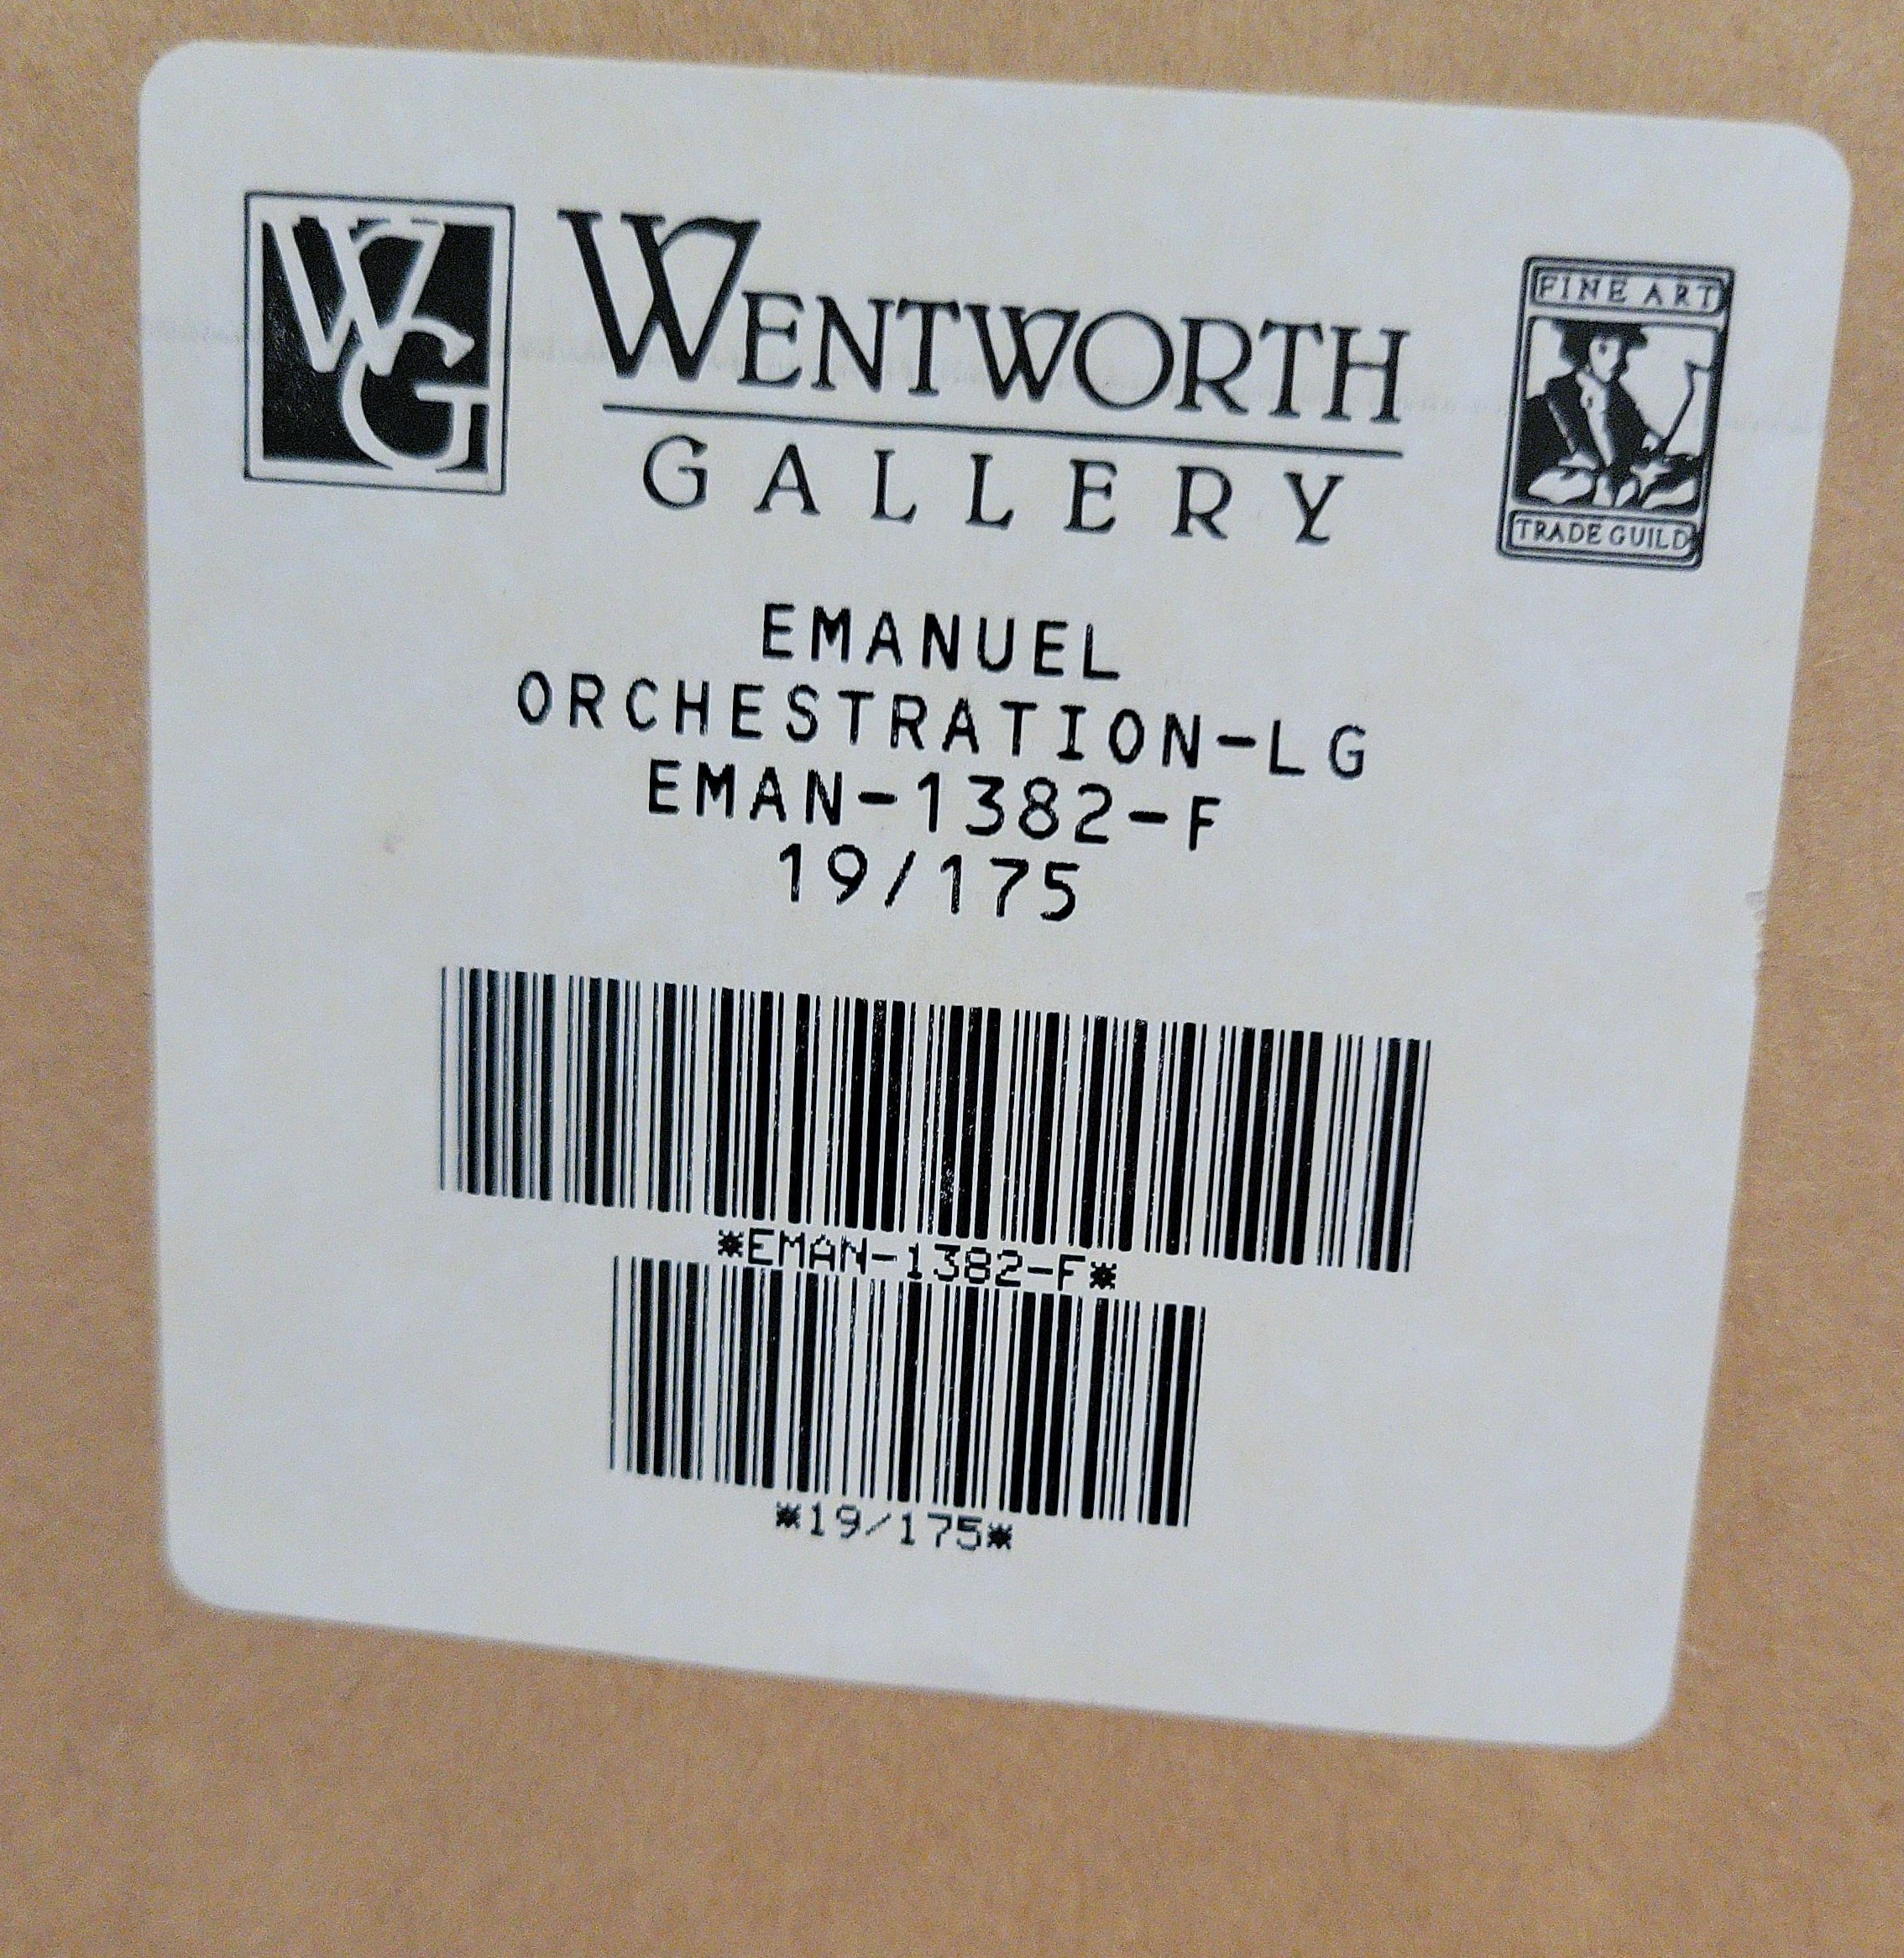 WG
WENTWORTH
GALLERY
FINE ART
TRADE GUILD
EMANUEL
ORCHESTRATION-LG
EMAN-1382-F
19/175
*EMAN-1382-F*
*19/175*